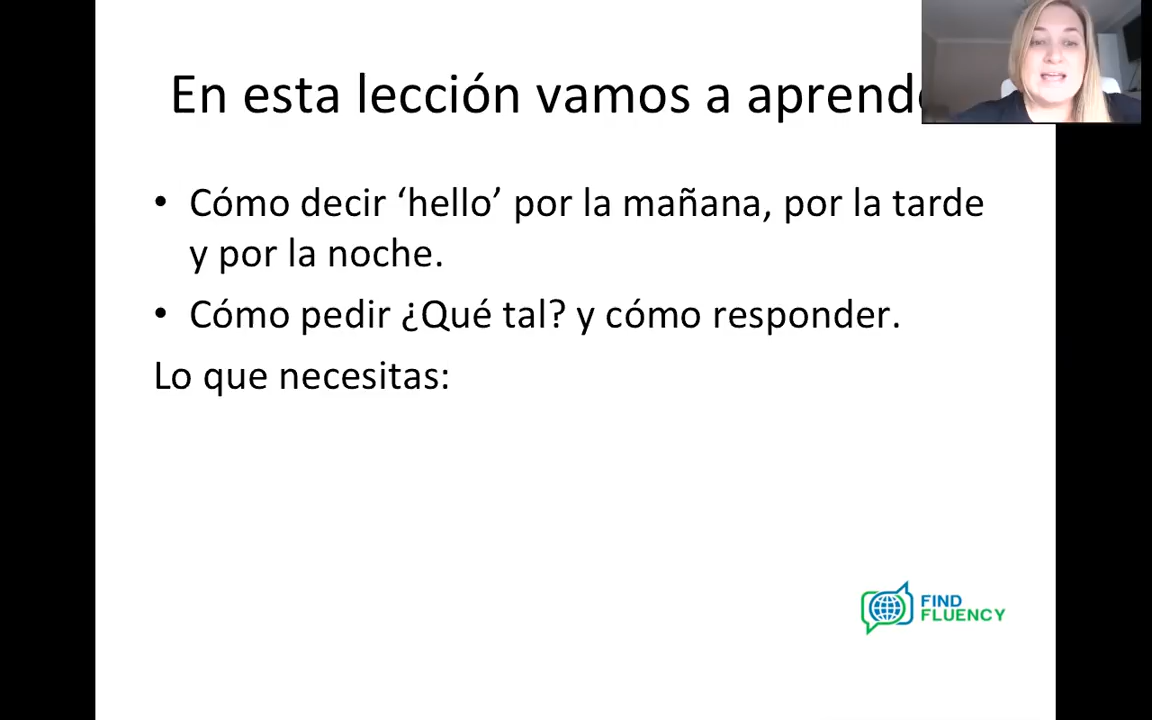 En esta lección vamos a
• Cómo decir ‘hello’ por la mañana, por la tarde
y por la noche.
• Cómo pedir ¿Qué tal? y cómo responder.
Lo que necesitas:
FIND
FLUENCY